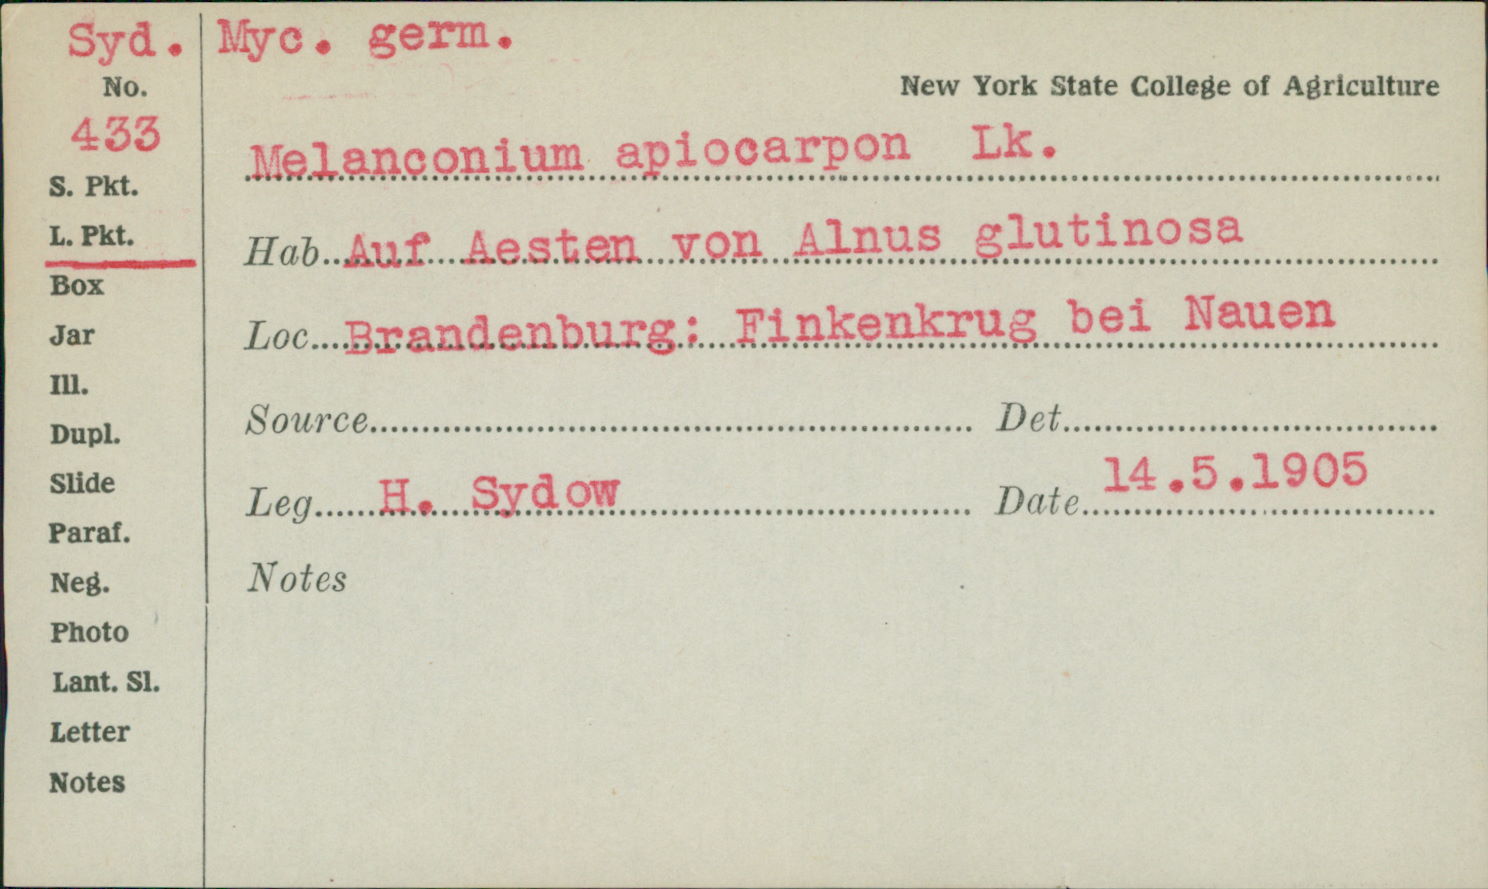 Syd. Myc. germ.
No.
New York State College of Agriculture
433
Melanconium apiocarpon Lk.
S. Pkt.
L. Pkt.
Hab. Auf Aesten von Alnus glutinosa
Box
Loc. Brandenburg: Finkenkrug bei Nauen
Jar
Ill.
Source Det.
Dupl.
Slide
Leg. H. Sydow Date 14.5.1905
Paraf.
Neg.
Notes
Photo
Lant. Sl.
Letter
Notes